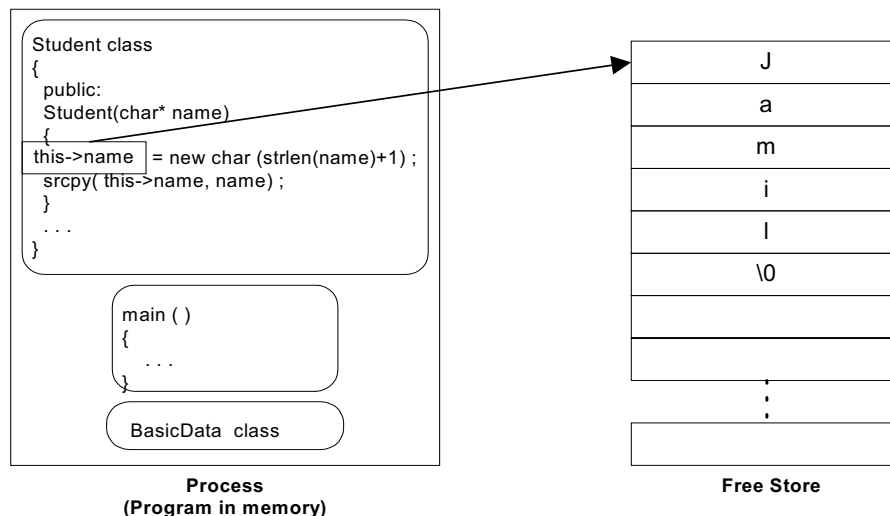 Student class
{
public:
Student(char* name)
{
this->name = new char (strlen(name)+1) ;
srcpy( this->name, name) ;
}
. . .
}
main ( )
{
. . .
}
BasicData class
Process
(Program in memory)
J
a
m
i
l
\0
Free Store